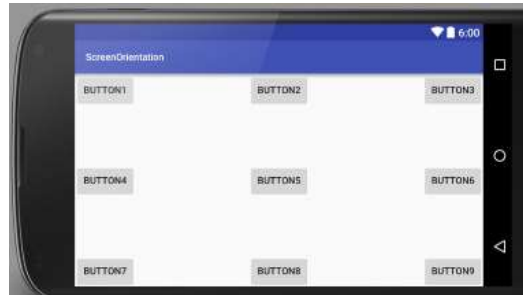 6:00
ScreenOrientation
BUTTON1 BUTTON2 BUTTON3
BUTTON4 BUTTON5 BUTTON6
BUTTON7 BUTTON8 BUTTON9